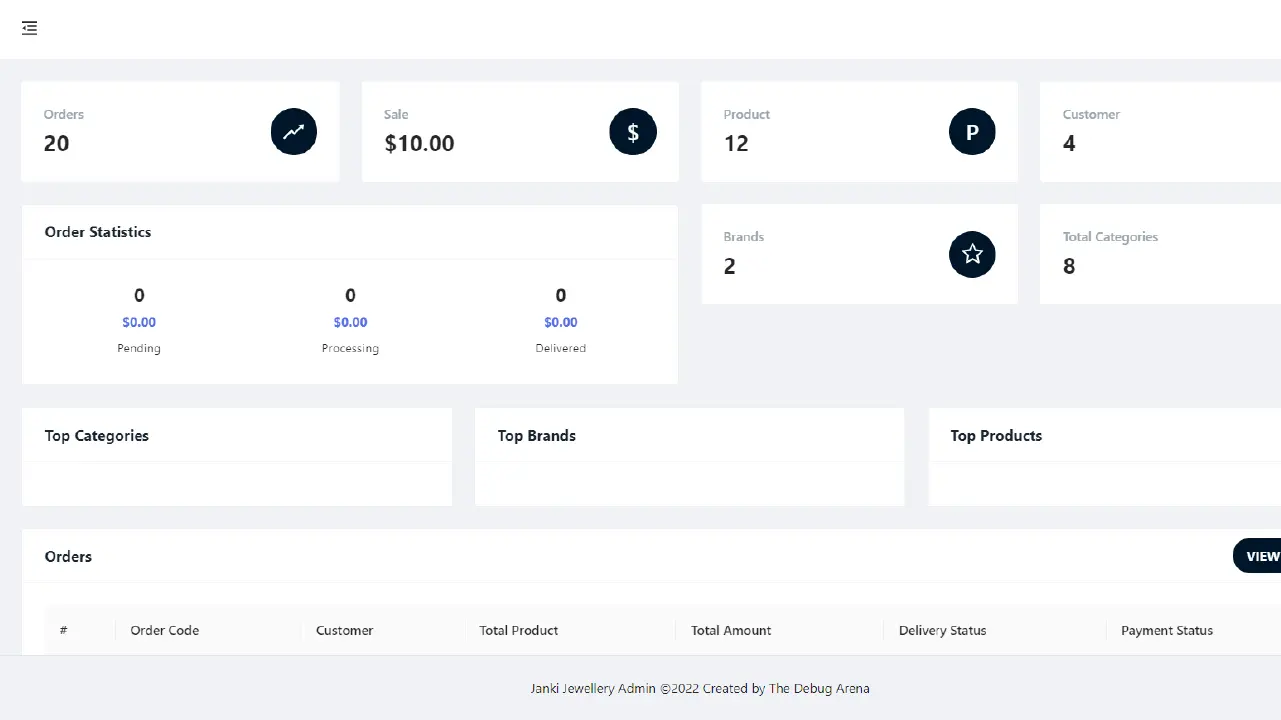 Orders
20
Sale
$10.00
$
Product
12
P
Customer
4
Order Statistics
0
$0.00
Pending
0
$0.00
Processing
0
$0.00
Delivered
Brands
2
Total Categories
8
Top Categories
Top Brands
Top Products
Orders
VIEW
# Order Code Customer Total Product Total Amount Delivery Status Payment Status
Janki Jewellery Admin ©2022 Created by The Debug Arena